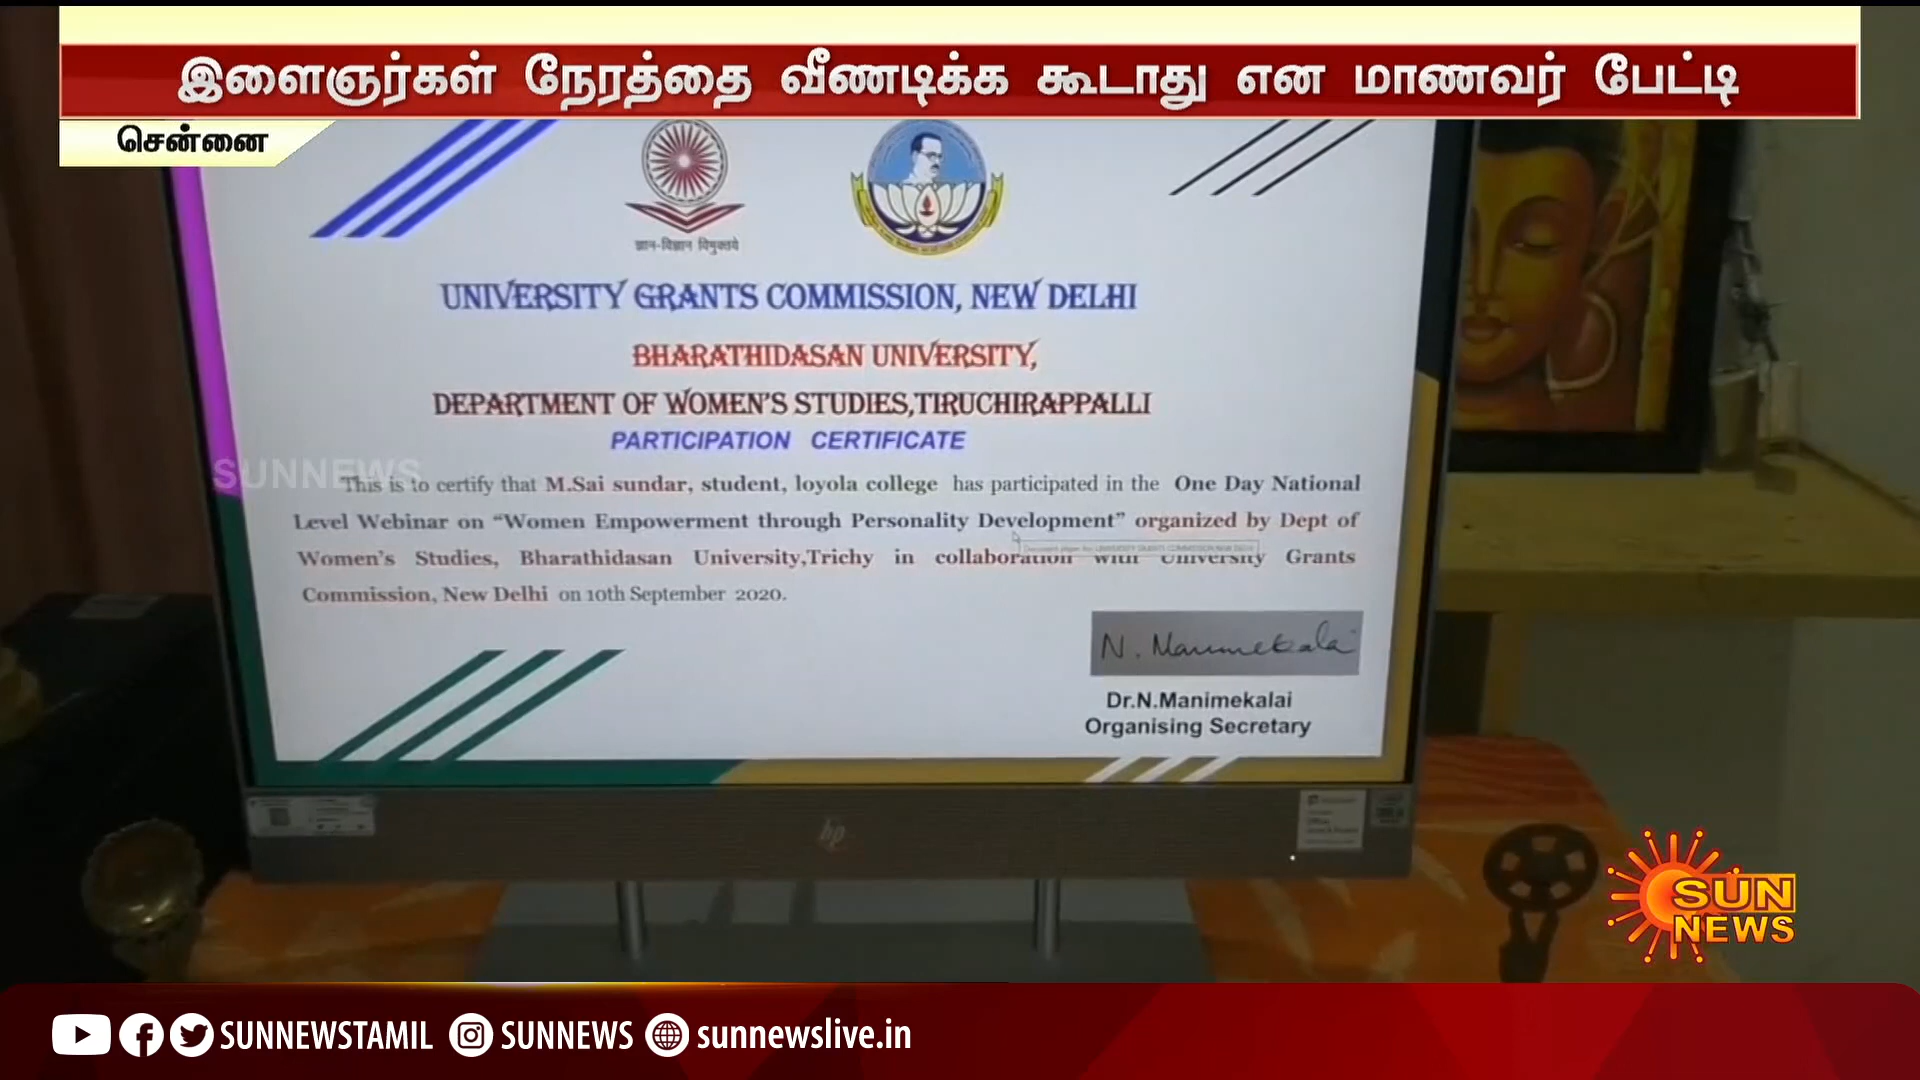 இளைஞர்கள் நேரத்தை வீணடிக்க கூடாது என மாணவர் பேட்டி
சென்னை
ज्ञान-विज्ञान विमुक्तये
UNIVERSITY GRANTS COMMISSION, NEW DELHI
BHARATHIDASAN UNIVERSITY,
DEPARTMENT OF WOMEN'S STUDIES,TIRUCHIRAPPALLI
PARTICIPATION CERTIFICATE
SUNNEWS
This is to certify that M.Sai sundar, student, loyola college has participated in the One Day National
Level Webinar on “Women Empowerment through Personality Development” organized by Dept of
Women's Studies, Bharathidasan University,Trichy in collaboration with University Grants
Commission, New Delhi on 10th September 2020.
N. Manimekalai
Dr.N.Manimekalai
Organising Secretary
hp
SUN
NEWS
SUNNEWSTAMIL SUNNEWS sunnewslive.in